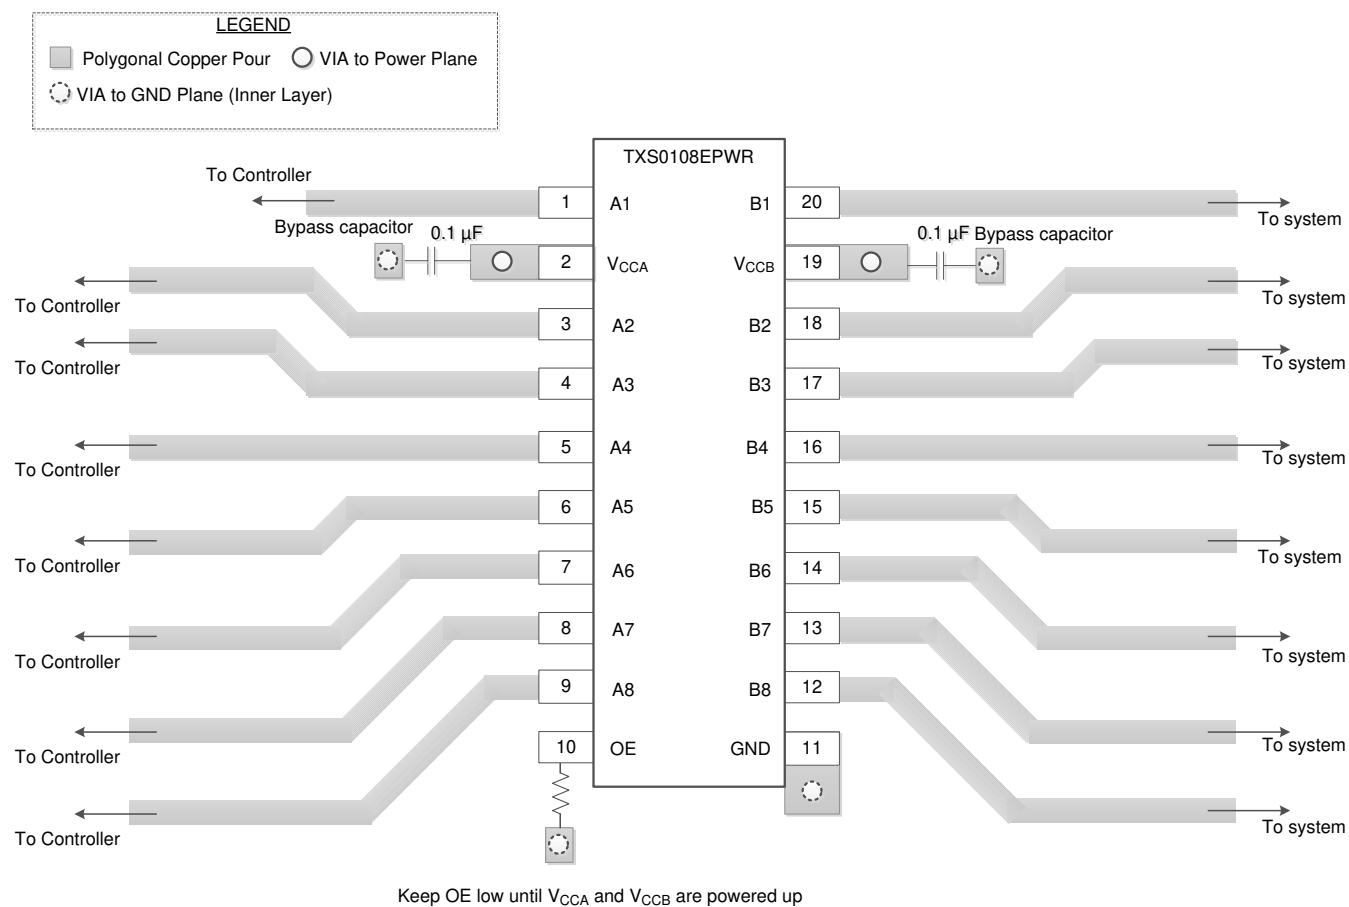 LEGEND
Polygonal Copper Pour VIA to Power Plane
VIA to GND Plane (Inner Layer)
TXS0108EPWR
To Controller
1 A1 B1 20
To system
Bypass capacitor 0.1 µF 0.1 µF Bypass capacitor
2 VCCA VCCB 19
To Controller
To system
3 A2 B2 18
To Controller
To system
4 A3 B3 17
5 A4 B4 16
To Controller
To system
6 A5 B5 15
To Controller
To system
7 A6 B6 14
8 A7 B7 13
To Controller
To system
9 A8 B8 12
10 OE GND 11
To Controller
To system
To Controller
To system
Keep OE low until VCCA and VCCB are powered up